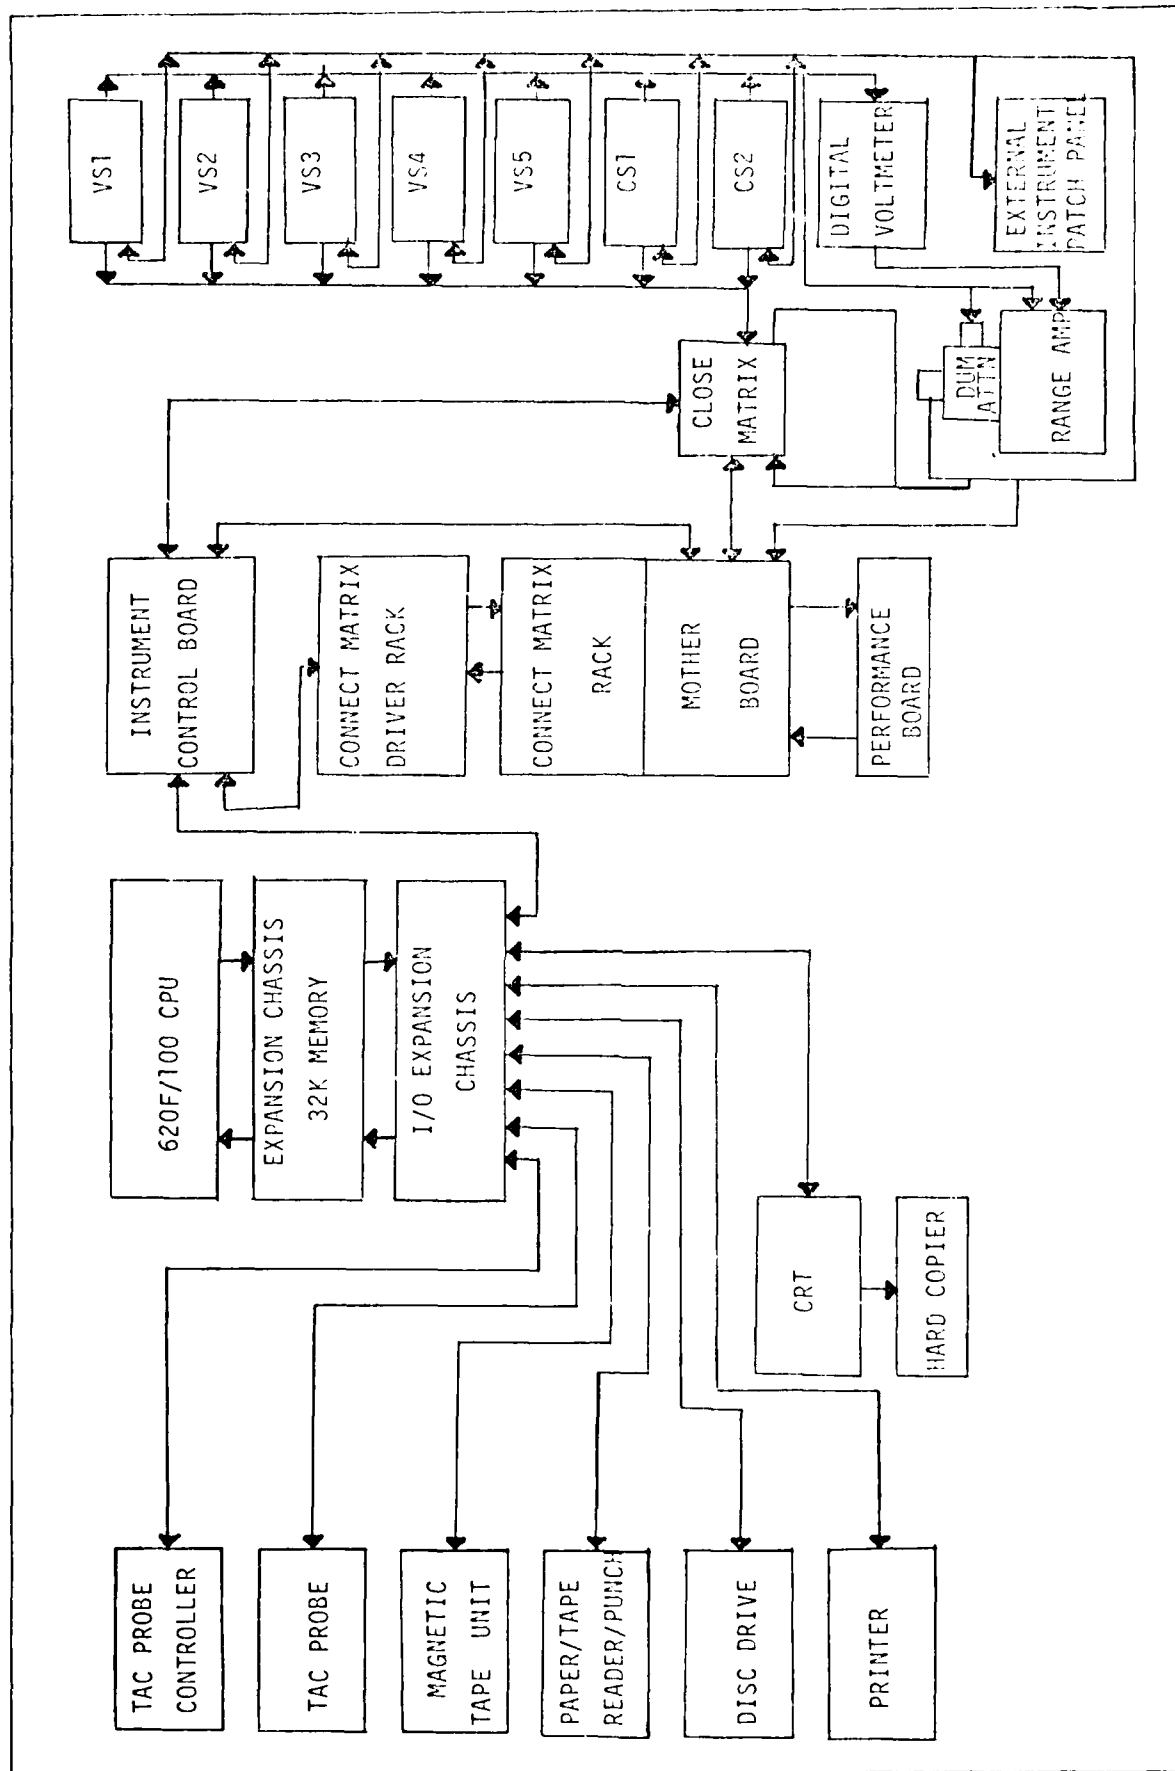 TAC PROBE
CONTROLLER
TAC PROBE
MAGNETIC
TAPE UNIT
PAPER/TAPE
READER/PUNCH
DISC DRIVE
PRINTER
620F/100 CPU
EXPANSION CHASSIS
32K MEMORY
I/O EXPANSION
CHASSIS
CRT
HARD COPIER
INSTRUMENT
CONTROL BOARD
CONNECT MATRIX
DRIVER RACK
CONNECT MATRIX
RACK
MOTHER
BOARD
PERFORMANCE
BOARD
CLOSE
MATRIX
VS1
VS2
VS3
VS4
VS5
CS1
CS2
DIGITAL
VOLTMETER
EXTERNAL
INSTRUMENT
PATCH PANEL
DUM
ATTN
RANGE AMP